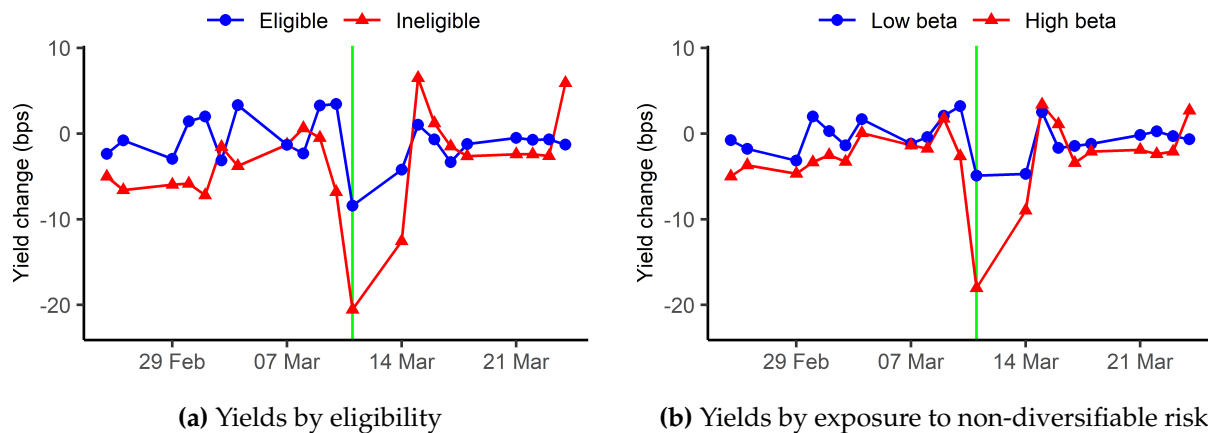 Eligible Ineligible
Yield change (bps)
10
0
-10
-20
29 Feb 07 Mar 14 Mar 21 Mar
(a) Yields by eligibility
Low beta High beta
Yield change (bps)
10
0
-10
-20
29 Feb 07 Mar 14 Mar 21 Mar
(b) Yields by exposure to non-diversifiable risk